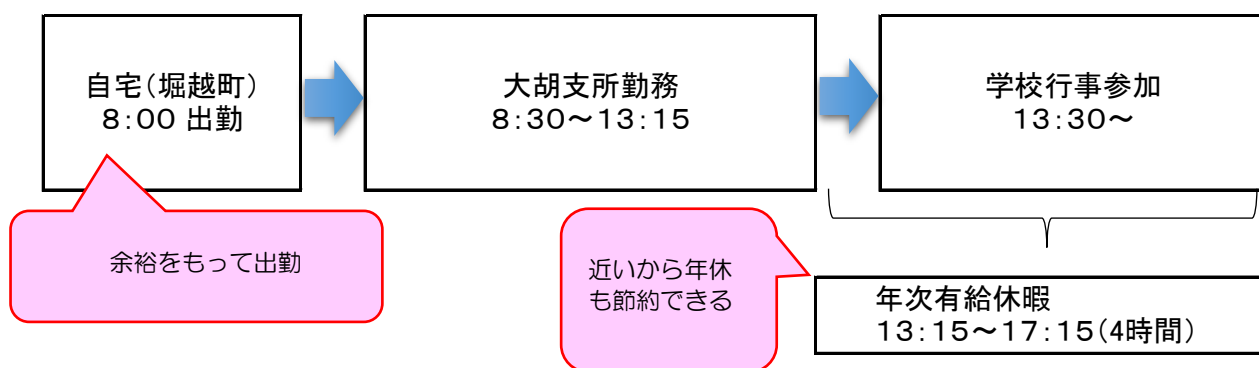 自宅(堀越町)
8:00 出勤
大胡支所勤務
8:30~13:15
学校行事参加
13:30~
余裕をもって出勤
近いから年休
も節約できる
年次有給休暇
13:15~17:15(4時間)